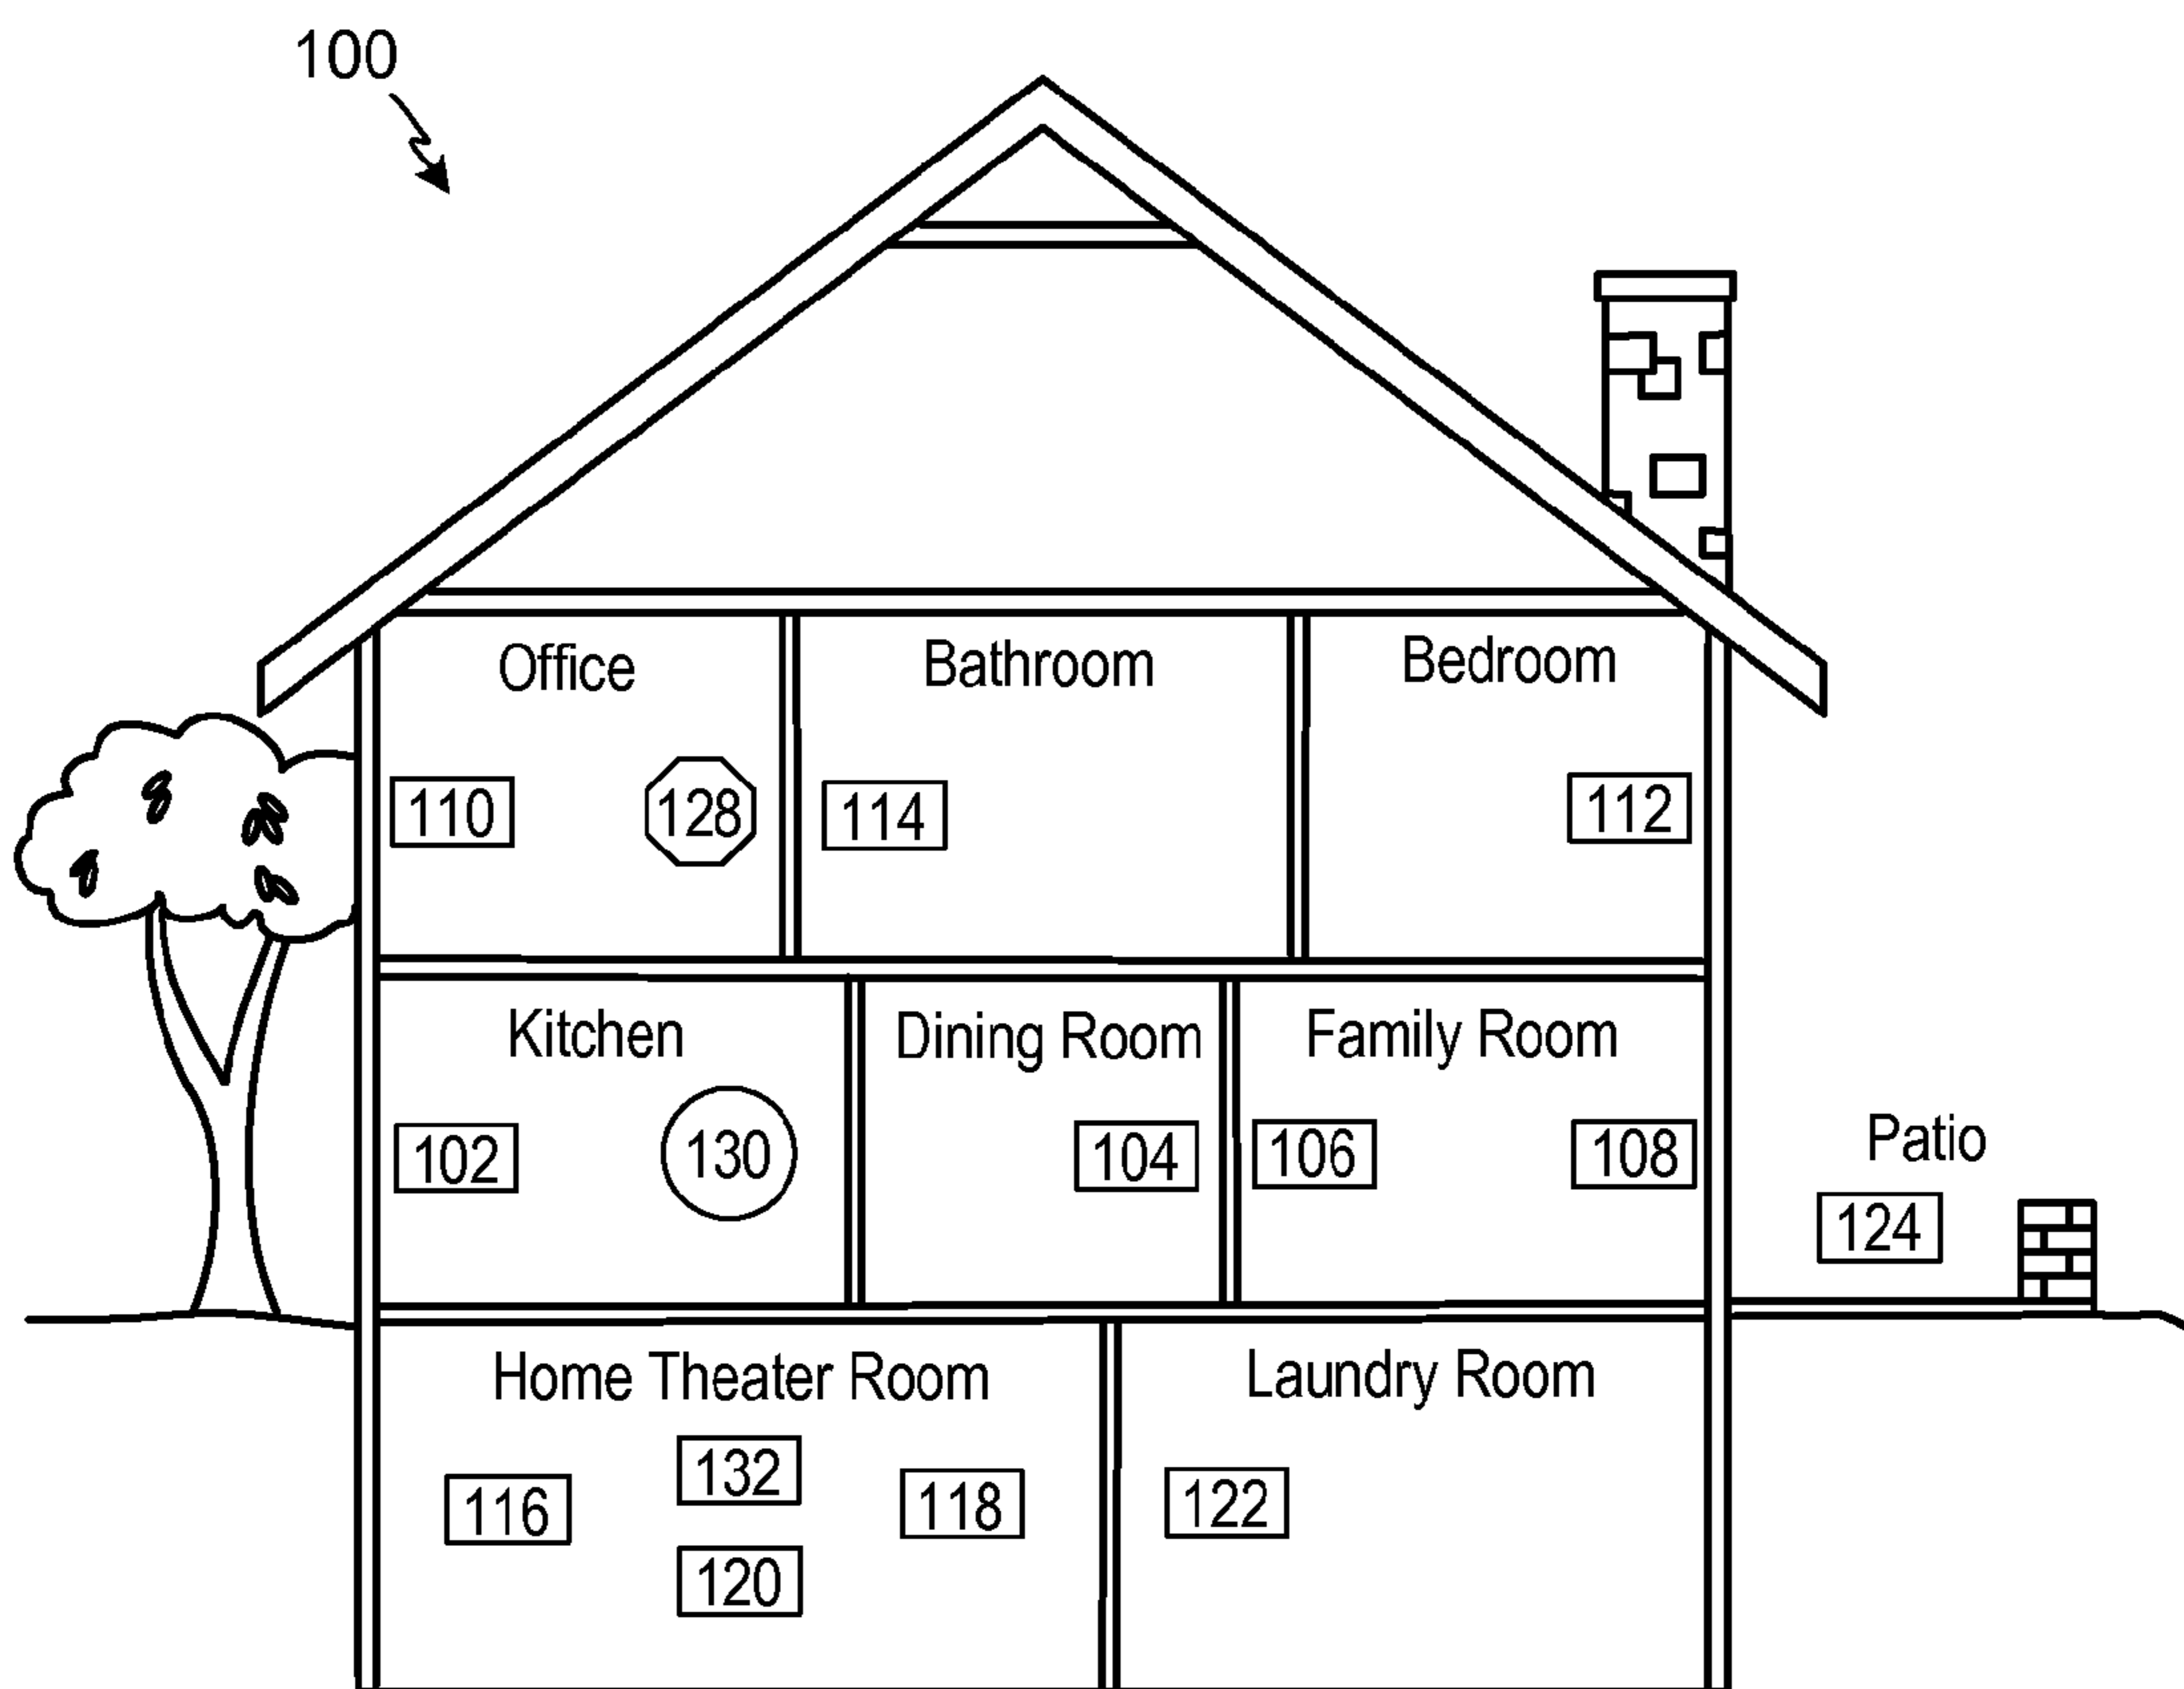 100
Office
Bathroom
Bedroom
110
128
114
112
Kitchen
Dining Room
Family Room
102
130
104
106
108
Patio
124
Home Theater Room
Laundry Room
116
132
118
120
122